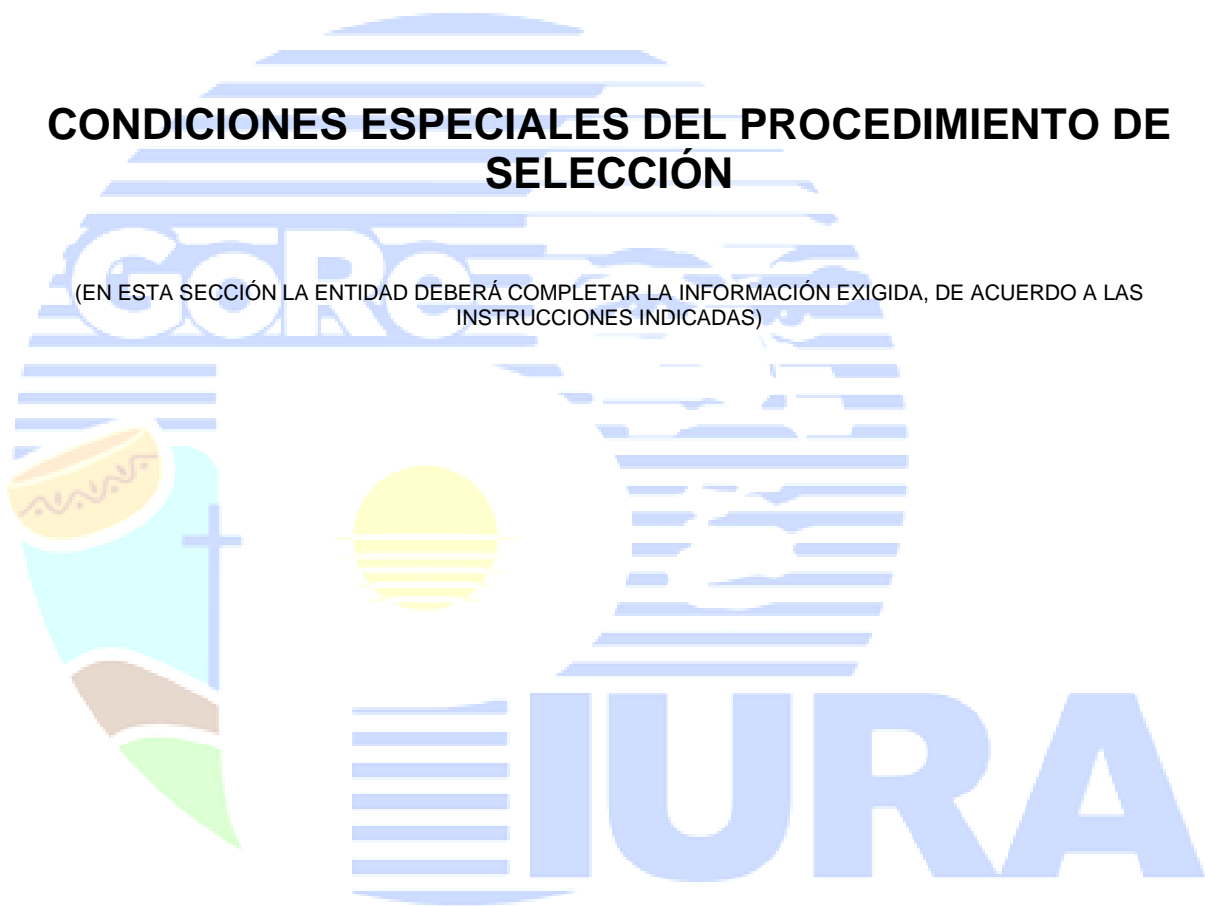 CONDICIONES ESPECIALES DEL PROCEDIMIENTO DE
SELECCIÓN
GORO
(EN ESTA SECCIÓN LA ENTIDAD DEBERÁ COMPLETAR LA INFORMACIÓN EXIGIDA, DE ACUERDO A LAS
INSTRUCCIONES INDICADAS)
PIURA